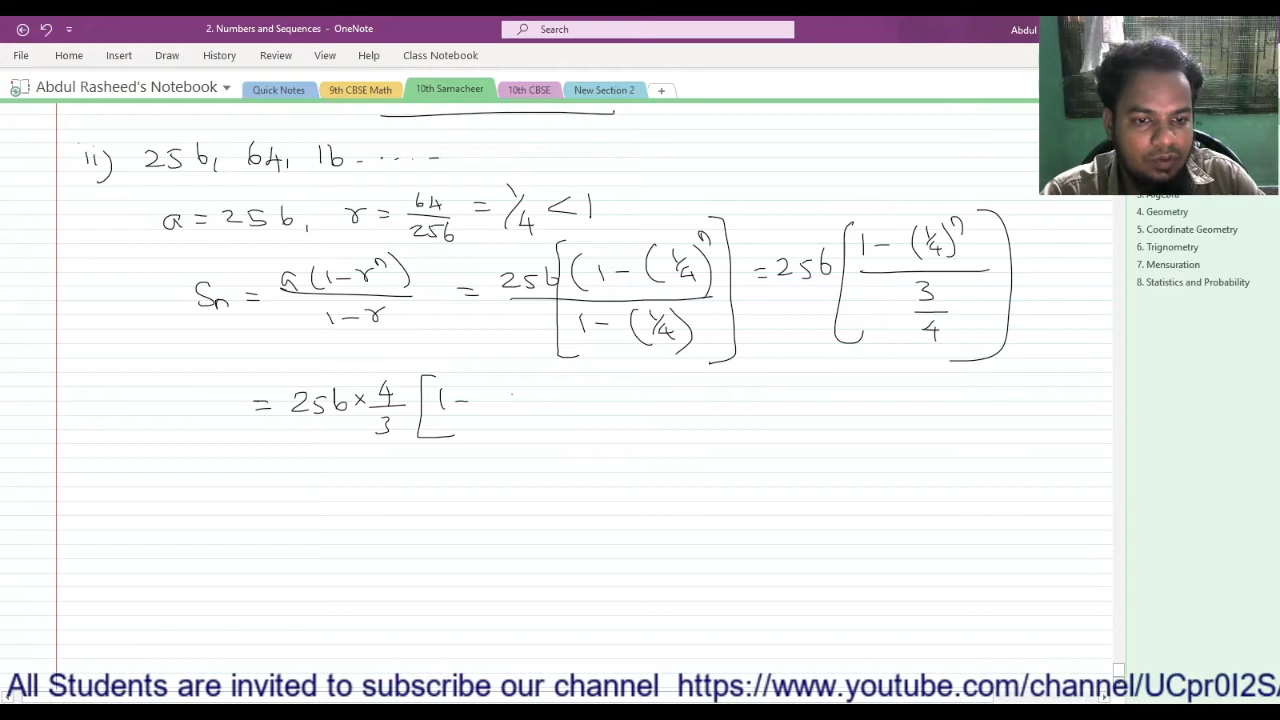 2. Numbers and Sequences - OneNote
Search
Abdul
File Home Insert Draw History Review View Help Class Notebook
Abdul Rasheed's Notebook
Quick Notes 9th CBSE Math 10th Samacheer 10th CBSE New Section 2 +
4. Geometry
5. Coordinate Geometry
6. Trignometry
7. Mensuration
8. Statistics and Probability
ii) 256, 64, 16 ......
a = 256, r = 64/256 = 1/4 < 1
Sn = a(1-r^n)/1-r = 256[(1-(1/4)^n/1-(1/4)] = 256[1-(1/4)^n/(3/4)]
= 256 × 4/3 [1 -
All Students are invited to subscribe our channel https://www.youtube.com/channel/UCpr0I2S